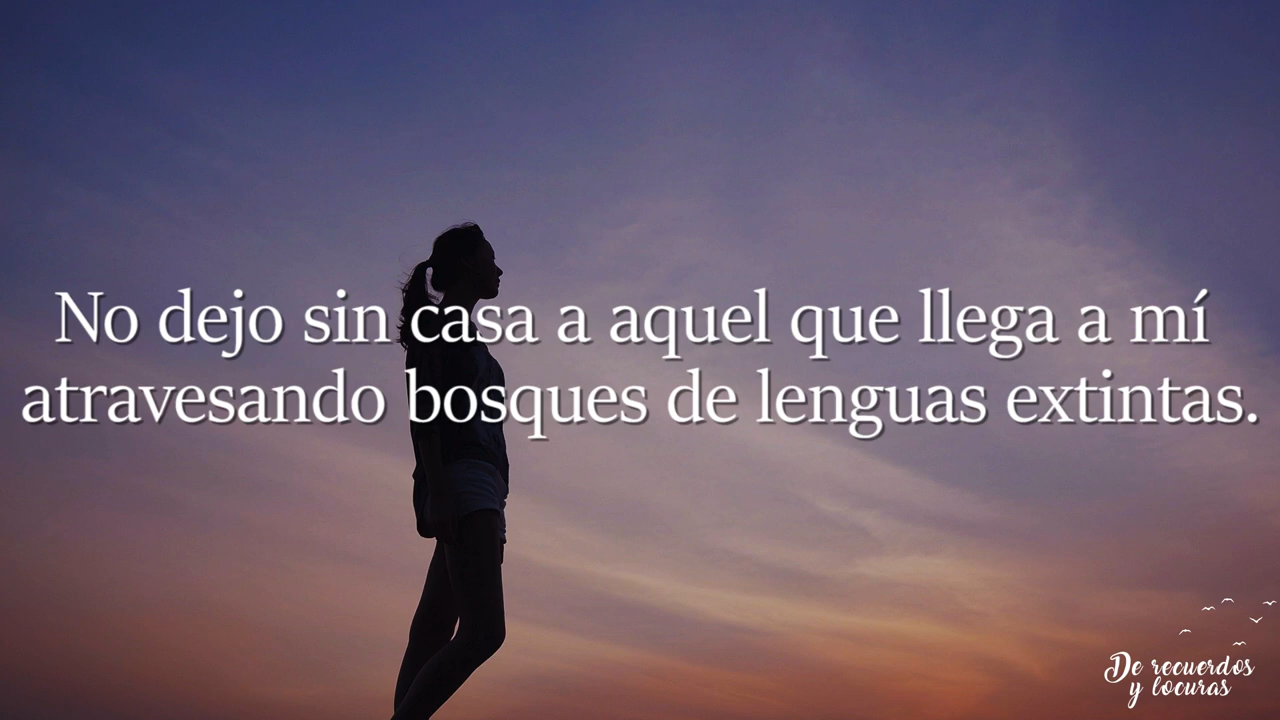 No dejo sin casa a aquel que llega a mí
atravesando bosques de lenguas extintas.
De recuerdos
y locuras